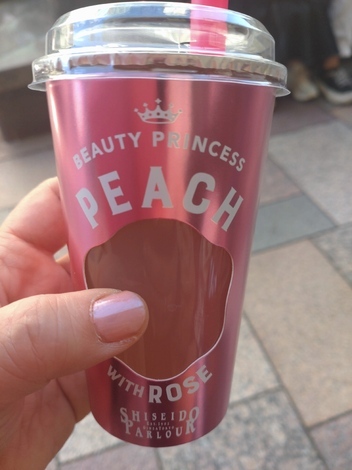 BEAUTY PRINCESS
PEACH
WITH ROSE
SHISEIDO
PARLOUR